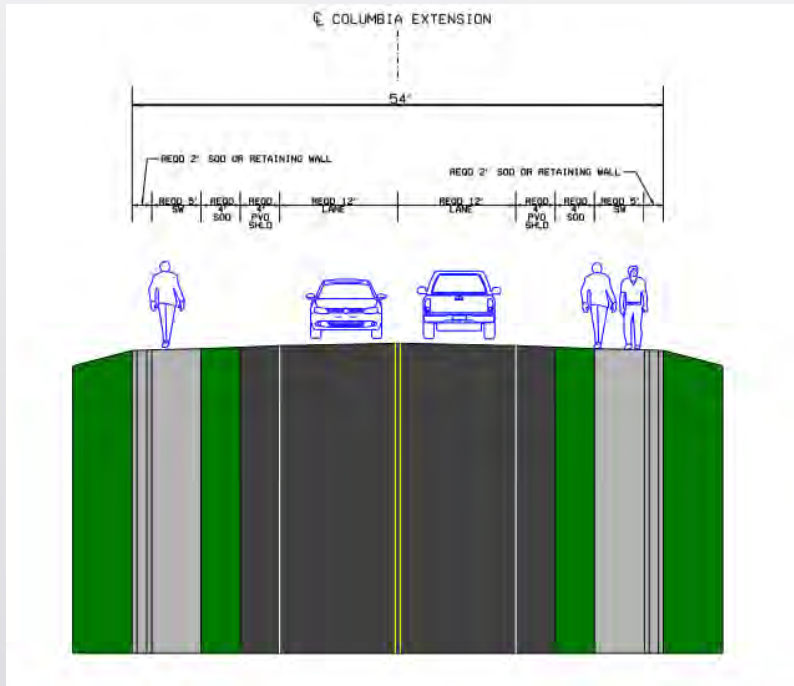 ℄ COLUMBIA EXTENSION
54'
REQD 2' SOD OR RETAINING WALL
REQD 2' SOD OR RETAINING WALL
REQD 5' SW
REQD 4' SOD
REQD 4' PVD SHLD
REQD 12' LANE
REQD 12' LANE
REQD 4' PVD SHLD
REQD 4' SOD
REQD 5' SW